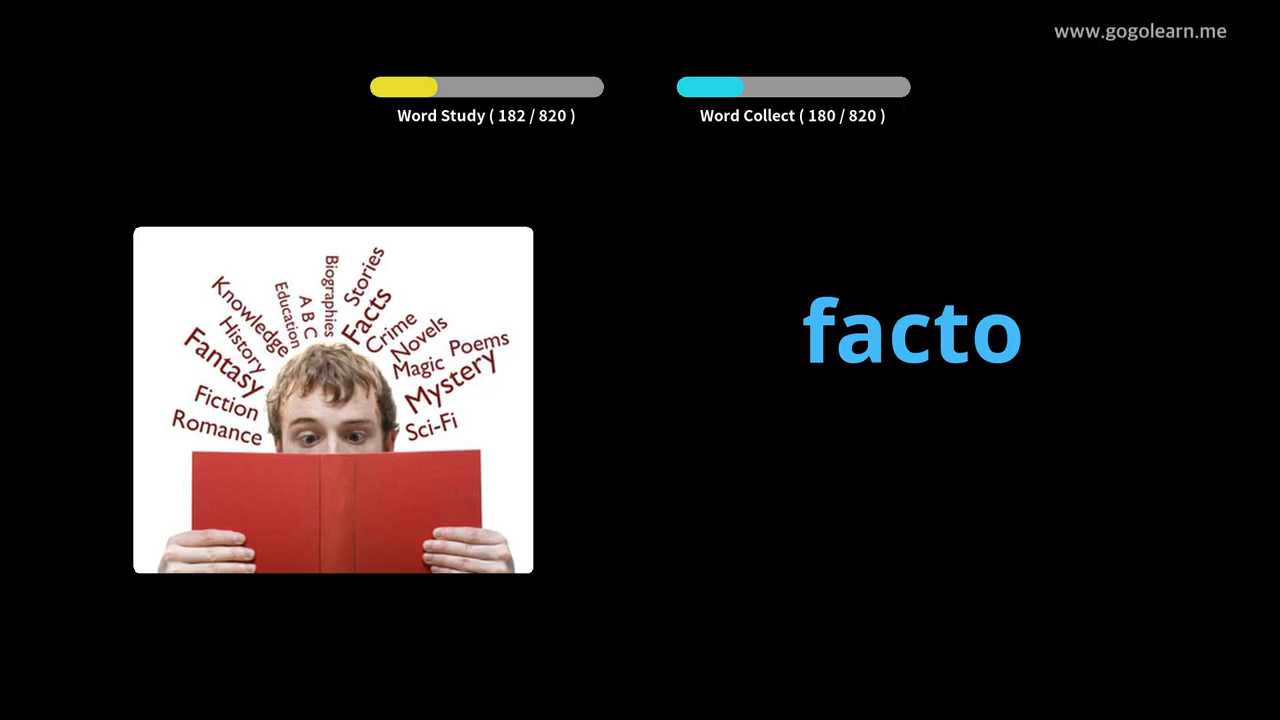 www.gogolearn.me
Word Study ( 182 / 820 )
Word Collect ( 180 / 820 )
Knowledge
Education
A B C
Biographies
Stories
Facts
Crime
Novels
Poems
History
Fantasy
Magic
Mystery
Fiction
Romance
Sci-Fi
facto